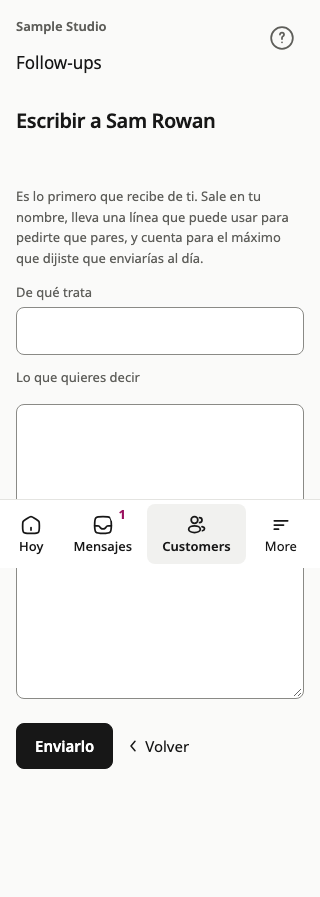 Sample Studio
Follow-ups
Escribir a Sam Rowan
Es lo primero que recibe de ti. Sale en tu
nombre, lleva una línea que puede usar para
pedirte que pares, y cuenta para el máximo
que dijiste que enviarías al día.
De qué trata
Lo que quieres decir
1
Hoy
Mensajes
Customers
More
Enviarlo
Volver